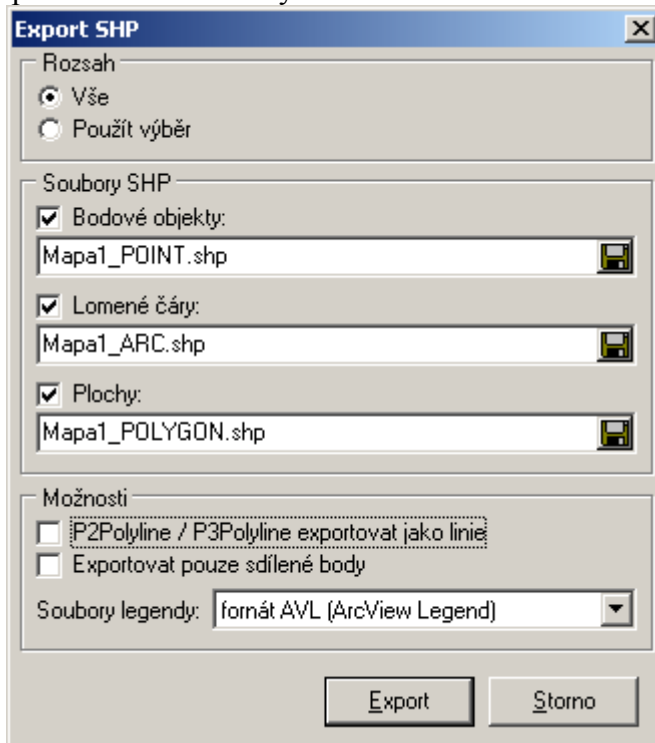 Export SHP
Rozsah
Vše
Použít výběr
Soubory SHP
Bodové objekty:
Mapa1_POINT.shp
Lomené čáry:
Mapa1_ARC.shp
Plochy:
Mapa1_POLYGON.shp
Možnosti
P2Polyline / P3Polyline exportovat jako linie
Exportovat pouze sdílené body
Soubory legendy: fornát AVL (ArcView Legend)
Export Storno